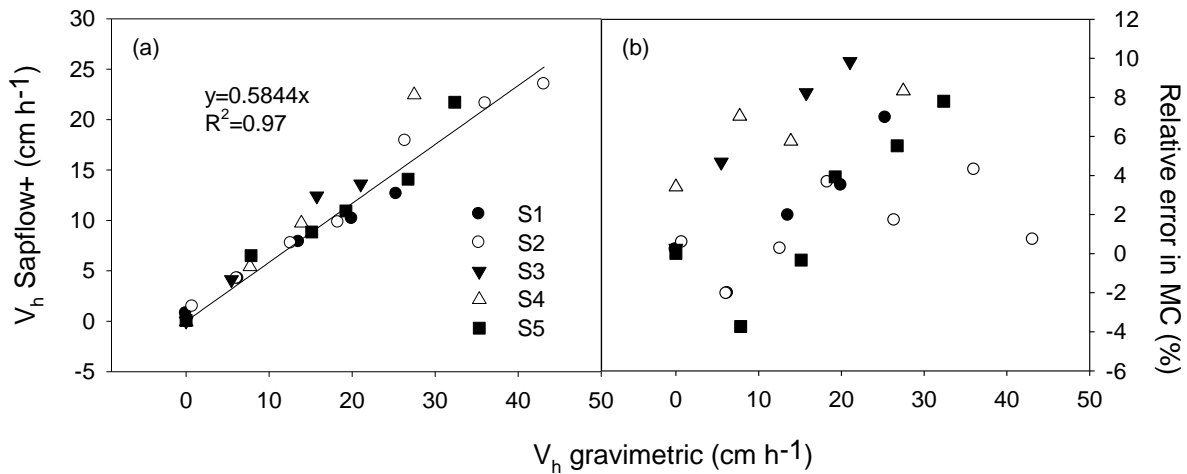 (a)
y=0.5844x
R2=0.97
S1
S2
S3
S4
S5
30
25
20
15
10
5
0
-5
0
10
20
30
40
50
Vh Sapflow+ (cm h-1)
(b)
12
10
8
6
4
2
0
-2
-4
-6
0
10
20
30
40
50
Relative error in MC (%)
Vh gravimetric (cm h-1)